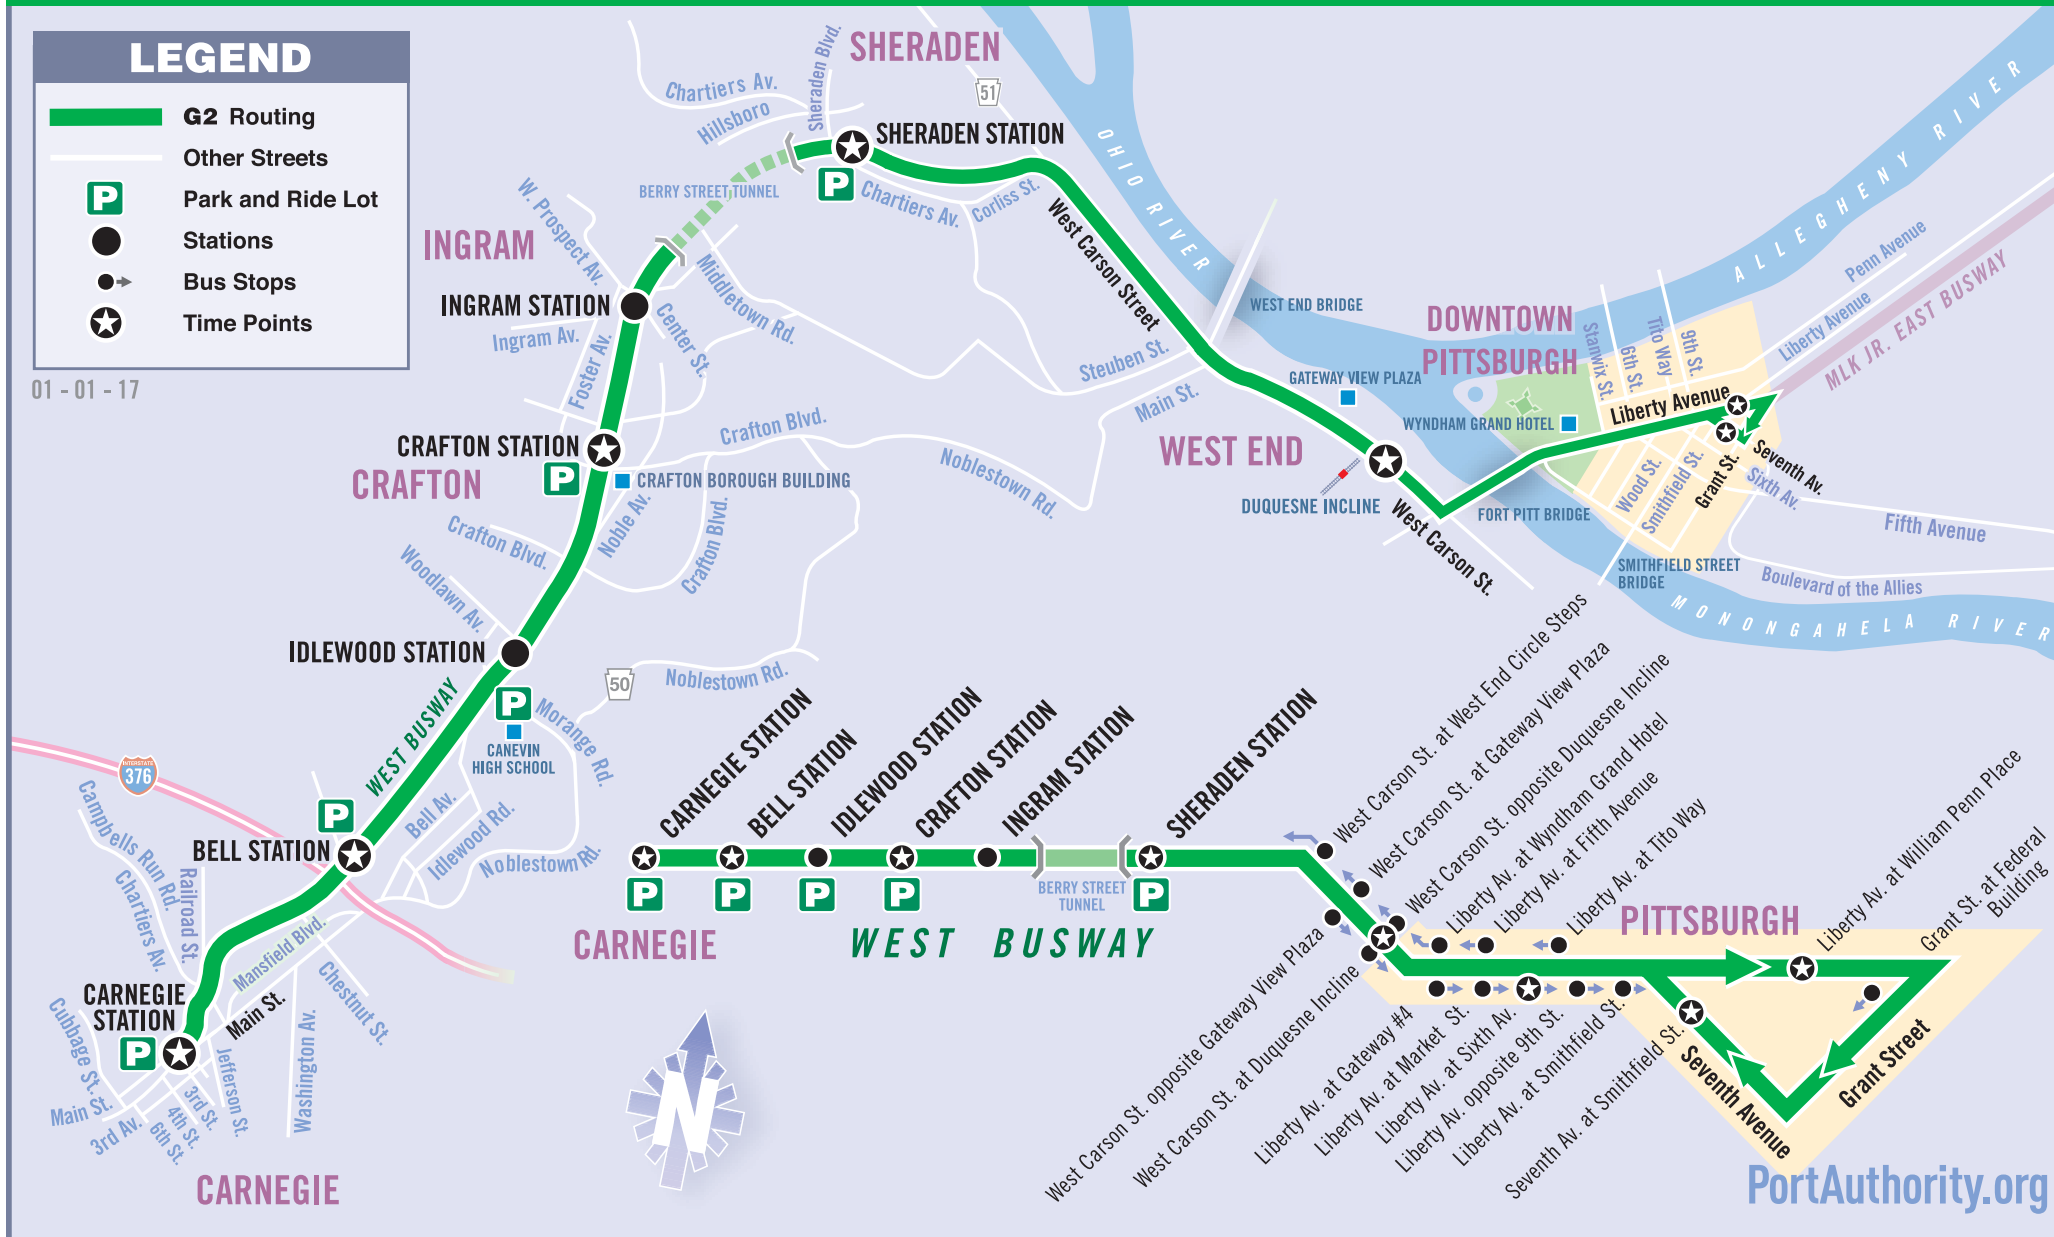 LEGEND
G2 Routing
Other Streets
P
Park and Ride Lot
Stations
Bus Stops
Time Points
01 - 01 - 17
SHERADEN
51
Chartiers Av.
Hillsboro
Sheraden Blvd.
SHERADEN STATION
P
BERRY STREET TUNNEL
Chartiers Av.
Corliss St.
West Carson Street
OHIO RIVER
ALLEGHENY RIVER
W. Prospect Av.
INGRAM
INGRAM STATION
Ingram Av.
Foster Av.
Center St.
Middletown Rd.
WEST END BRIDGE
Steuben St.
Main St.
GATEWAY VIEW PLAZA
DOWNTOWN
PITTSBURGH
WYNDHAM GRAND HOTEL
Stanwix St.
6th St.
Tito Way
9th St.
Liberty Avenue
Penn Avenue
Liberty Avenue
MLK JR. EAST BUSWAY
CRAFTON STATION
CRAFTON
P
CRAFTON BOROUGH BUILDING
Crafton Blvd.
Noblestown Rd.
WEST END
DUQUESNE INCLINE
West Carson St.
FORT PITT BRIDGE
Wood St.
Smithfield St.
Grant St.
Seventh Av.
Sixth Av.
Fifth Avenue
SMITHFIELD STREET
BRIDGE
Boulevard of the Allies
MONONGAHELA RIVER
Crafton Blvd.
Noble Av.
Crafton Blvd.
Woodlawn Av.
IDLEWOOD STATION
P
CANEVIN
HIGH SCHOOL
50
Noblestown Rd.
Morange Rd.
WEST BUSWAY
INTERSTATE
376
P
BELL STATION
Bell Av.
Idlewood Rd.
Noblestown Rd.
Campbells Run Rd.
Chartiers Av.
Railroad St.
Mansfield Blvd.
Chestnut St.
CARNEGIE
STATION
P
Main St.
Cubbage St.
Main St.
3rd Av.
3rd St.
4th St.
6th St.
Jefferson St.
Washington Av.
CARNEGIE
CARNEGIE STATION
BELL STATION
IDLEWOOD STATION
CRAFTON STATION
INGRAM STATION
SHERADEN STATION
P
P
P
P
BERRY STREET
TUNNEL
P
CARNEGIE
WEST BUSWAY
N
West Carson St. at West End Circle Steps
West Carson St. at Gateway View Plaza
West Carson St. opposite Duquesne Incline
Liberty Av. at Wyndham Grand Hotel
Liberty Av. at Fifth Avenue
Liberty Av. at Tito Way
PITTSBURGH
Liberty Av. at William Penn Place
Grant St. at Federal
Building
West Carson St. opposite Gateway View Plaza
West Carson St. at Duquesne Incline
Liberty Av. at Gateway #4
Liberty Av. at Market St.
Liberty Av. at Sixth Av.
Liberty Av. opposite 9th St.
Liberty Av. at Smithfield St.
Seventh Av. at Smithfield St.
Seventh Avenue
Grant Street
PortAuthority.org